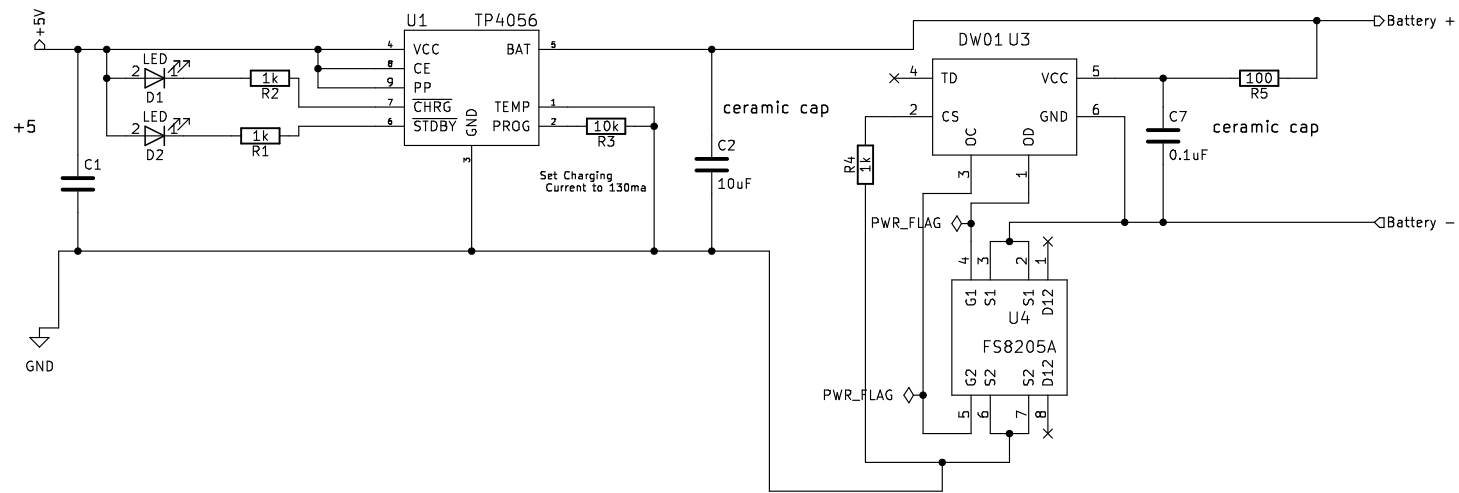 +5V
U1 TP4056
4 VCC BAT 5
8 CE
9 PP
7 CHRG TEMP 1
6 STDBY PROG 2
GND
3
LED
2 1
D1
1k
R2
LED
2 1
D2
1k
R1
+5
C1
GND
10k
R3
Set Charging
Current to 130ma
ceramic cap
C2
10uF
DW01 U3
4 TD VCC 5
2 CS GND 6
OC OD
3 1
R4 1k
100
R5
C7
0.1uF
ceramic cap
Battery +
Battery -
PWR_FLAG
4 3 2 1
G1 S1 S1 D12
U4
FS8205A
G2 S2 S2 D12
5 6 7 8
PWR_FLAG